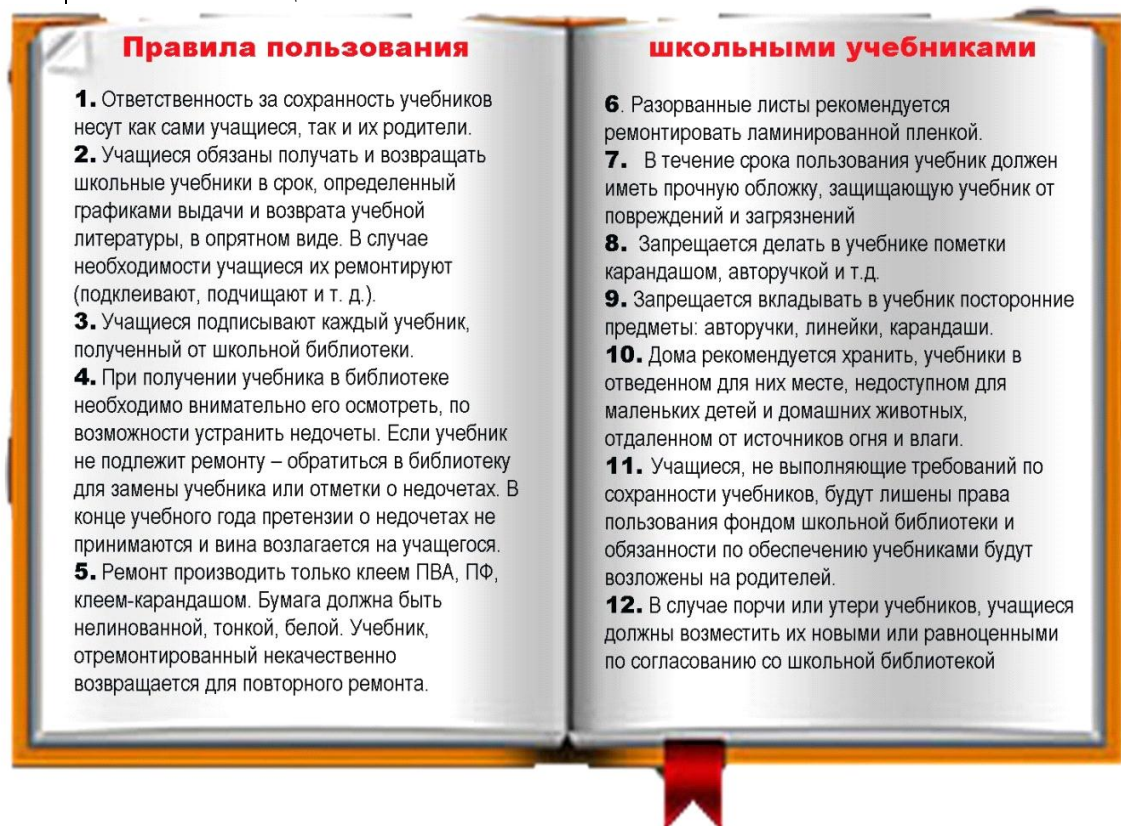 Правила пользования
1. Ответственность за сохранность учебников
несут как сами учащиеся, так и их родители.
2. Учащиеся обязаны получать и возвращать
школьные учебники в срок, определенный
графиками выдачи и возврата учебной
литературы, в опрятном виде. В случае
необходимости учащиеся их ремонтируют
(подклеивают, подчищают и т. д.).
3. Учащиеся подписывают каждый учебник,
полученный от школьной библиотеки.
4. При получении учебника в библиотеке
необходимо внимательно его осмотреть, по
возможности устранить недочеты. Если учебник
не подлежит ремонту – обратиться в библиотеку
для замены учебника или отметки о недочетах. В
конце учебного года претензии о недочетах не
принимаются и вина возлагается на учащегося.
5. Ремонт производить только клеем ПВА, ПФ,
клеем-карандашом. Бумага должна быть
нелинованной, тонкой, белой. Учебник,
отремонтированный некачественно
возвращается для повторного ремонта.
школьными учебниками
6. Разорванные листы рекомендуется
ремонтировать ламинированной пленкой.
7. В течение срока пользования учебник должен
иметь прочную обложку, защищающую учебник от
повреждений и загрязнений
8. Запрещается делать в учебнике пометки
карандашом, авторучкой и т.д.
9. Запрещается вкладывать в учебник посторонние
предметы: авторучки, линейки, карандаши.
10. Дома рекомендуется хранить, учебники в
отведенном для них месте, недоступном для
маленьких детей и домашних животных,
отдаленном от источников огня и влаги.
11. Учащиеся, не выполняющие требований по
сохранности учебников, будут лишены права
пользования фондом школьной библиотеки и
обязанности по обеспечению учебниками будут
возложены на родителей.
12. В случае порчи или утери учебников, учащиеся
должны возместить их новыми или равноценными
по согласованию со школьной библиотекой